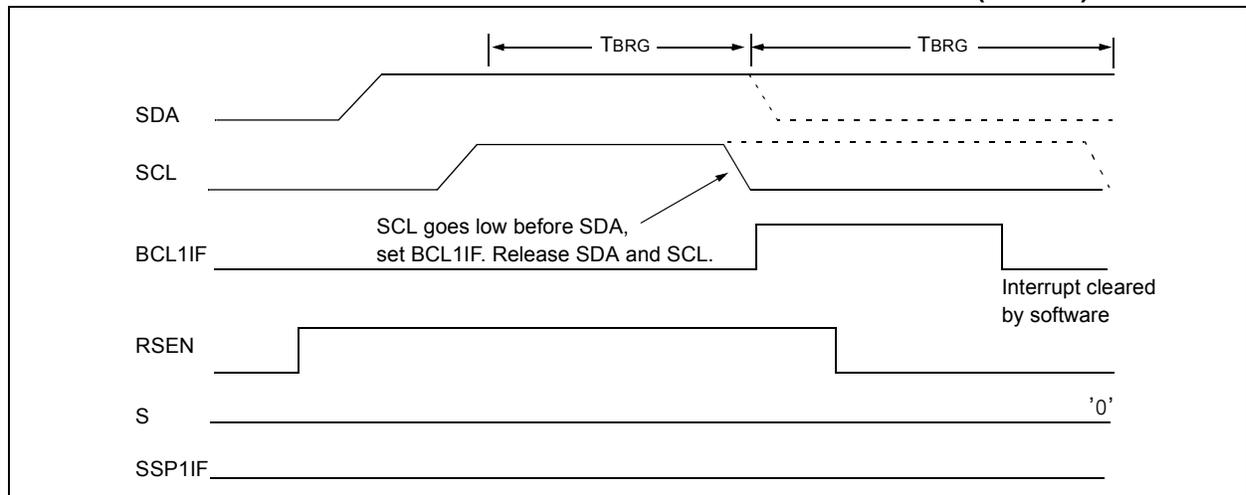 TBRG TBRG
SDA
SCL
SCL goes low before SDA,
set BCL1IF. Release SDA and SCL.
BCL1IF
Interrupt cleared
by software
RSEN
S '0'
SSP1IF